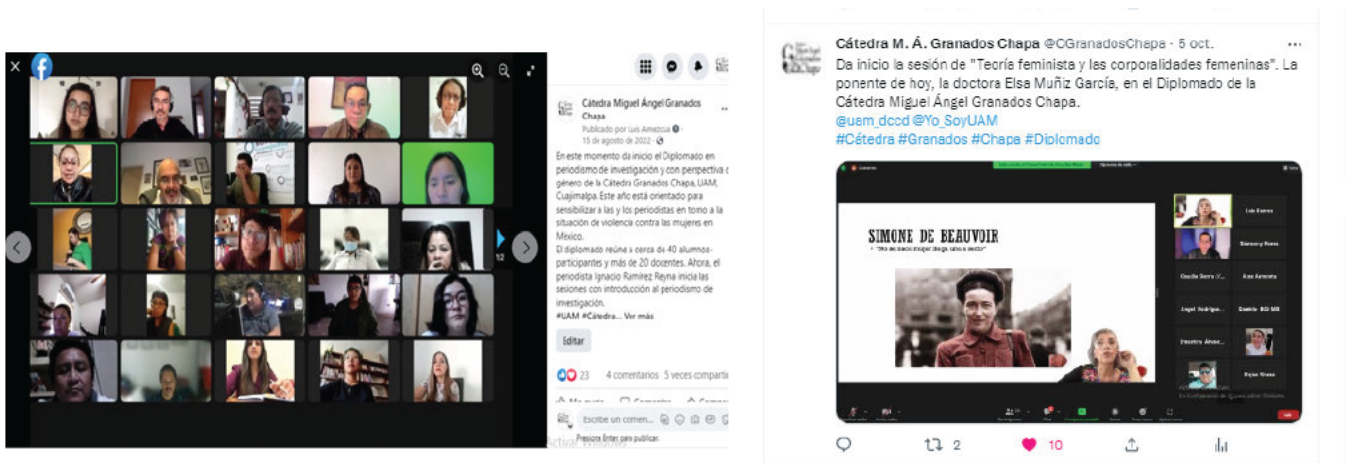 Cátedra Miguel Ángel Granados
Chapa
Publicado por Luis Amezcua
15 de agosto de 2022
En este momento da inicio el Diplomado en
periodismo de investigación y con perspectiva
género de la Cátedra Granados Chapa, UAM,
Cuajimalpa. Este año está orientado para
sensibilizar a las y los periodistas en torno a la
situación de violencia contra las mujeres en
México.
El diplomado reúne a cerca de 40 alumnos-
participantes y más de 20 docentes. Ahora, el
periodista Ignacio Ramírez Reyna inicia las
sesiones con introducción al periodismo de
investigación.
#UAM #Cátedra... Ver más
Editar
23 4 comentarios 5 veces comparti
Escribe un comen...
Presiona Enter para publicar.
Activar Windows
1/2
Cátedra M. Á. Granados Chapa @CGranadosChapa · 5 oct.
Da inicio la sesión de "Teoría feminista y las corporalidades femeninas". La
ponente de hoy, la doctora Elsa Muñiz García, en el Diplomado de la
Cátedra Miguel Ángel Granados Chapa.
@uam_dccd @Yo_SoyUAM
#Cátedra #Granados #Chapa #Diplomado
SIMONE DE BEAUVOIR
2
10